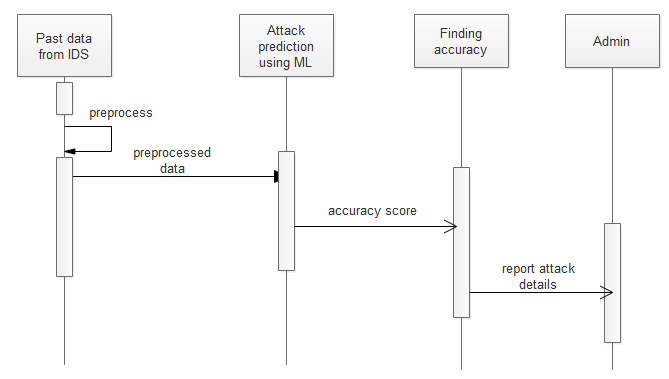 Past data
from IDS
Attack
prediction
using ML
Finding
accuracy
Admin
preprocess
preprocessed
data
accuracy score
report attack
details